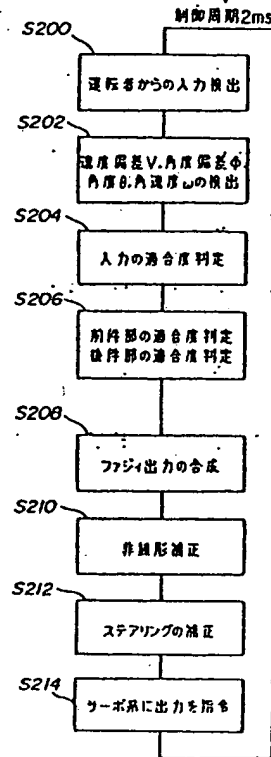 制御周期2ms
S200
運転者からの入力検出
S202
速度偏差V、角度偏差Φ
角度θ、角速度ωの検出
S204
入力の適合度判定
S206
前件部の適合度判定
後件部の適合度判定
S208
ファジィ出力の合成
S210
非線形補正
S212
ステアリングの補正
S214
サーボ系に出力を指令